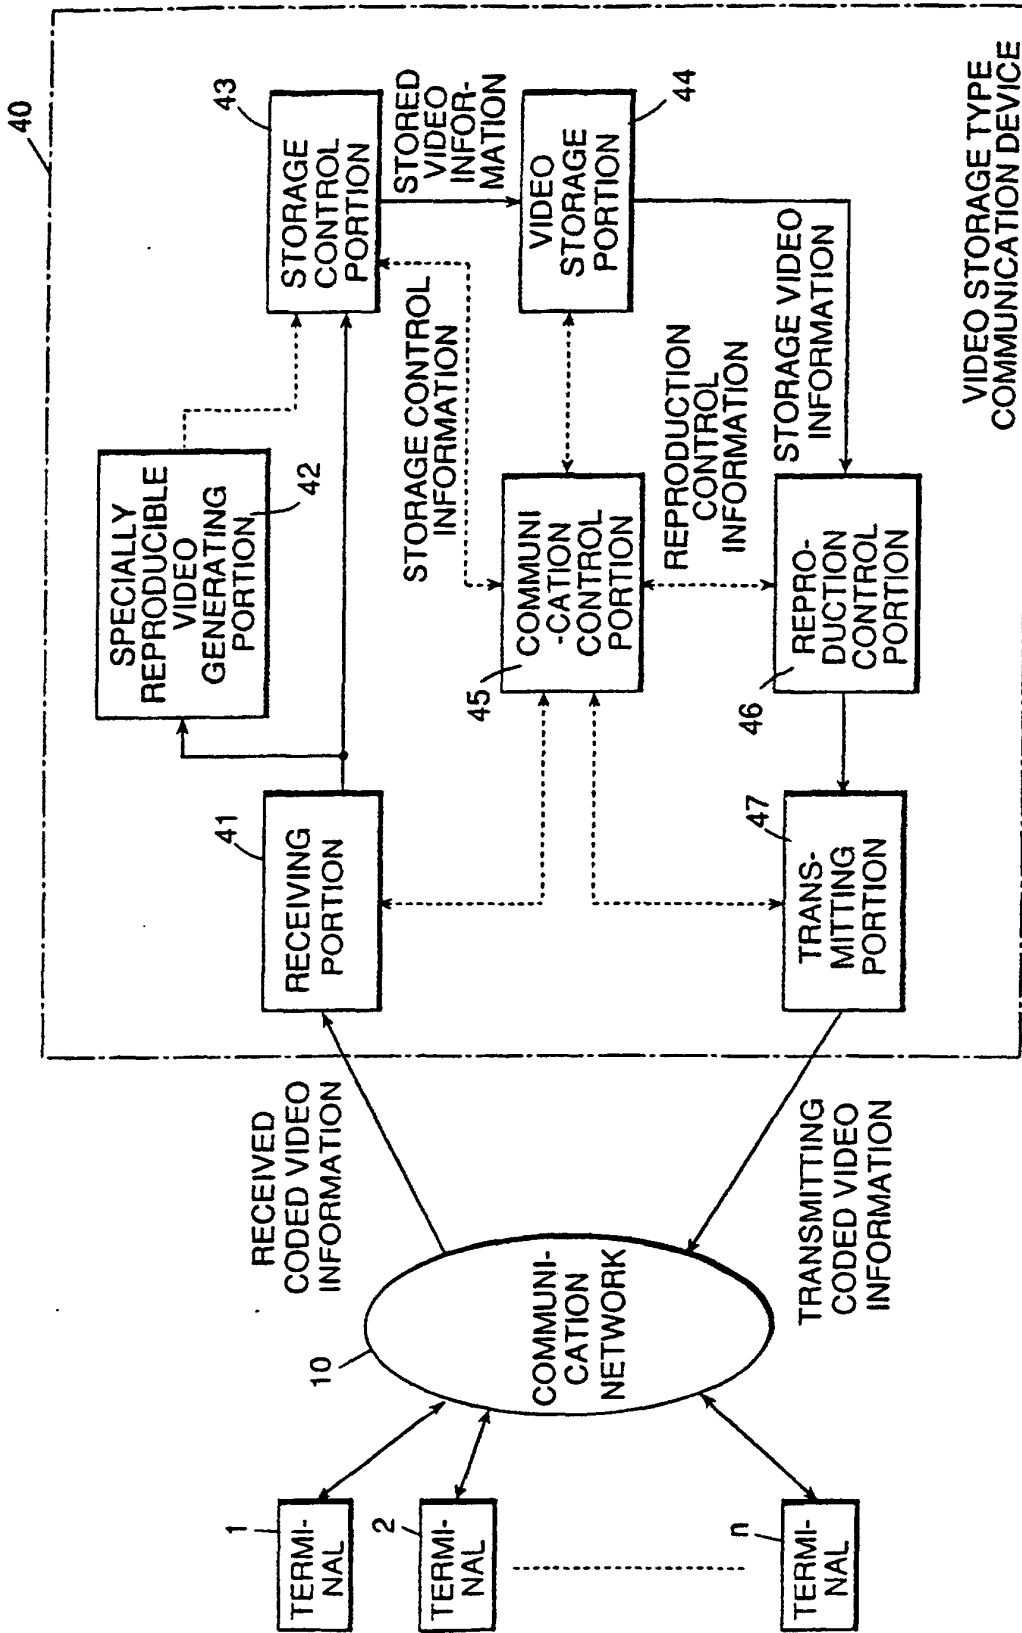 40
SPECIALLY
REPRODUCIBLE
VIDEO
GENERATING
PORTION
42
43
STORAGE
CONTROL
PORTION
41
RECEIVING
PORTION
STORED
VIDEO
INFOR-
MATION
STORAGE CONTROL
INFORMATION
44
VIDEO
STORAGE
PORTION
45
COMMUNI
-CATION
CONTROL
PORTION
REPRODUCTION
CONTROL
INFORMATION
STORAGE VIDEO
INFORMATION
46
REPRO-
DUCTION
CONTROL
PORTION
47
TRANS-
MITTING
PORTION
VIDEO STORAGE TYPE
COMMUNICATION DEVICE
RECEIVED
CODED VIDEO
INFORMATION
TRANSMITTING
CODED VIDEO
INFORMATION
10
COMMUNI-
CATION
NETWORK
1
TERMI-
NAL
2
TERMI-
NAL
n
TERMI-
NAL